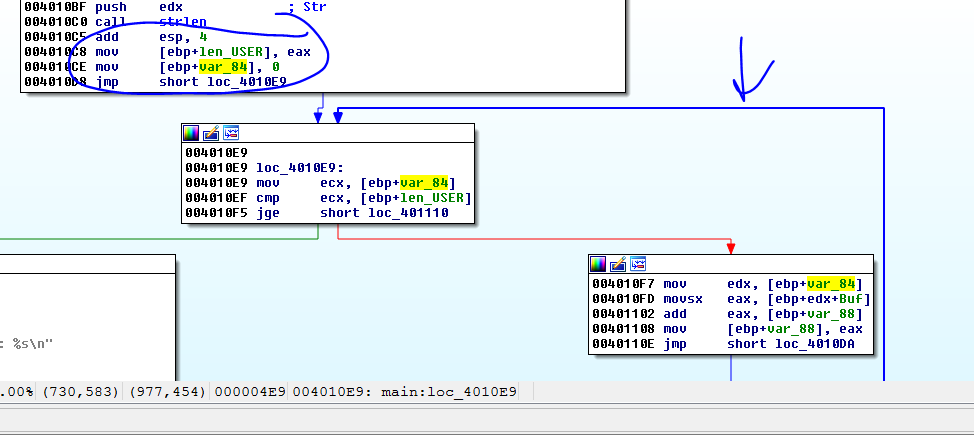 004010BF push edx ; Str
004010C0 call strlen
004010C5 add esp, 4
004010C8 mov [ebp+len_USER], eax
004010CE mov [ebp+var_84], 0
004010D8 jmp short loc_4010E9
004010E9
004010E9 loc_4010E9:
004010E9 mov ecx, [ebp+var_84]
004010EF cmp ecx, [ebp+len_USER]
004010F5 jge short loc_401110
004010F7 mov edx, [ebp+var_84]
004010FD movsx eax, [ebp+edx+Buf]
00401102 add eax, [ebp+var_88]
00401108 mov [ebp+var_88], eax
0040110E jmp short loc_4010DA
: %s\n"
.00% (730,583) (977,454) 000004E9 004010E9: main:loc_4010E9